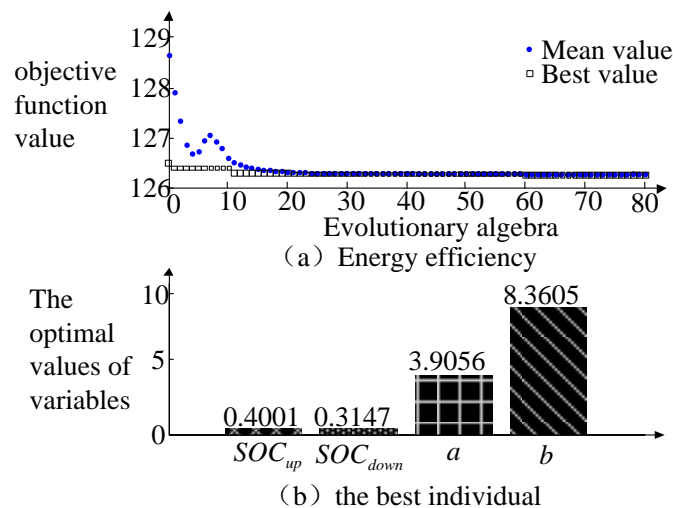 129
128
127
126
objective
function
value
Mean value
Best value
0 10 20 30 40 50 60 70 80
Evolutionary algebra
（a）Energy efficiency
The
optimal
values of
variables
10
5
0
0.4001
0.3147
3.9056
8.3605
SOC_up SOC_down a b
（b）the best individual